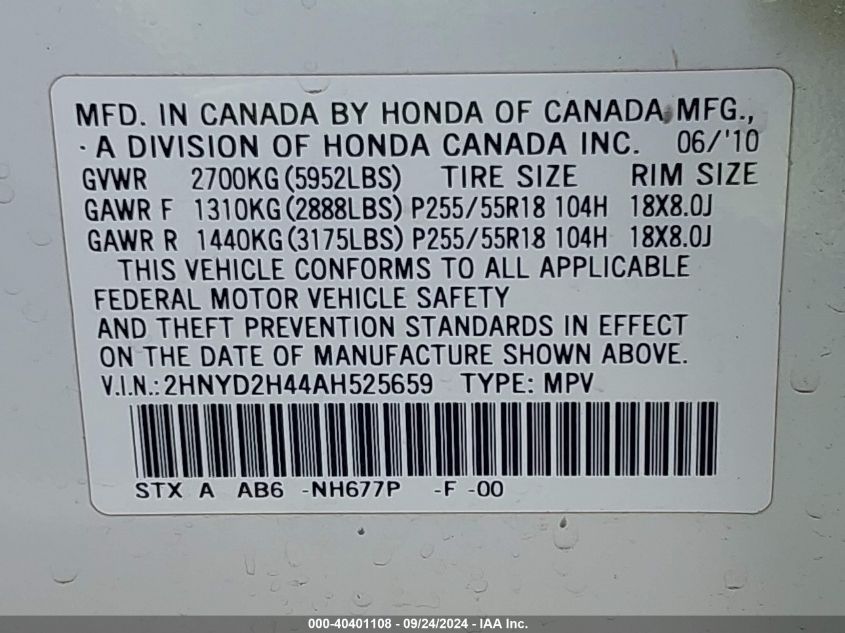 MFD. IN CANADA BY HONDA OF CANADA MFG.,
A DIVISION OF HONDA CANADA INC. 06/'10
GVWR 2700KG (5952LBS) TIRE SIZE RIM SIZE
GAWR F 1310KG (2888LBS) P255/55R18 104H 18X8.0J
GAWR R 1440KG (3175LBS) P255/55R18 104H 18X8.0J
THIS VEHICLE CONFORMS TO ALL APPLICABLE
FEDERAL MOTOR VEHICLE SAFETY
AND THEFT PREVENTION STANDARDS IN EFFECT
ON THE DATE OF MANUFACTURE SHOWN ABOVE.
V.I.N.: 2HNYD2H44AH525659 TYPE: MPV
STX A AB6 -NH677P -F -00
000-40401108 - 09/24/2024 - IAA Inc.